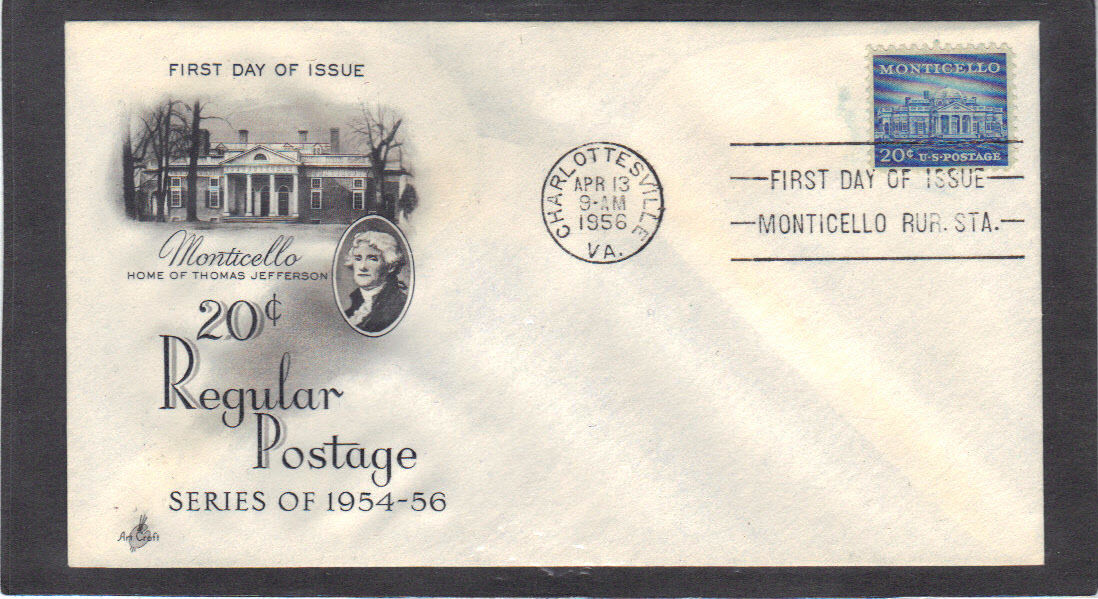 FIRST DAY OF ISSUE
Monticello
HOME OF THOMAS JEFFERSON
20¢
Regular
Postage
SERIES OF 1954-56
Art Craft
CHARLOTTESVILLE
APR 13
9-AM
1956
VA.
MONTICELLO
20¢ U·S·POSTAGE
FIRST DAY OF ISSUE
MONTICELLO RUR. STA.